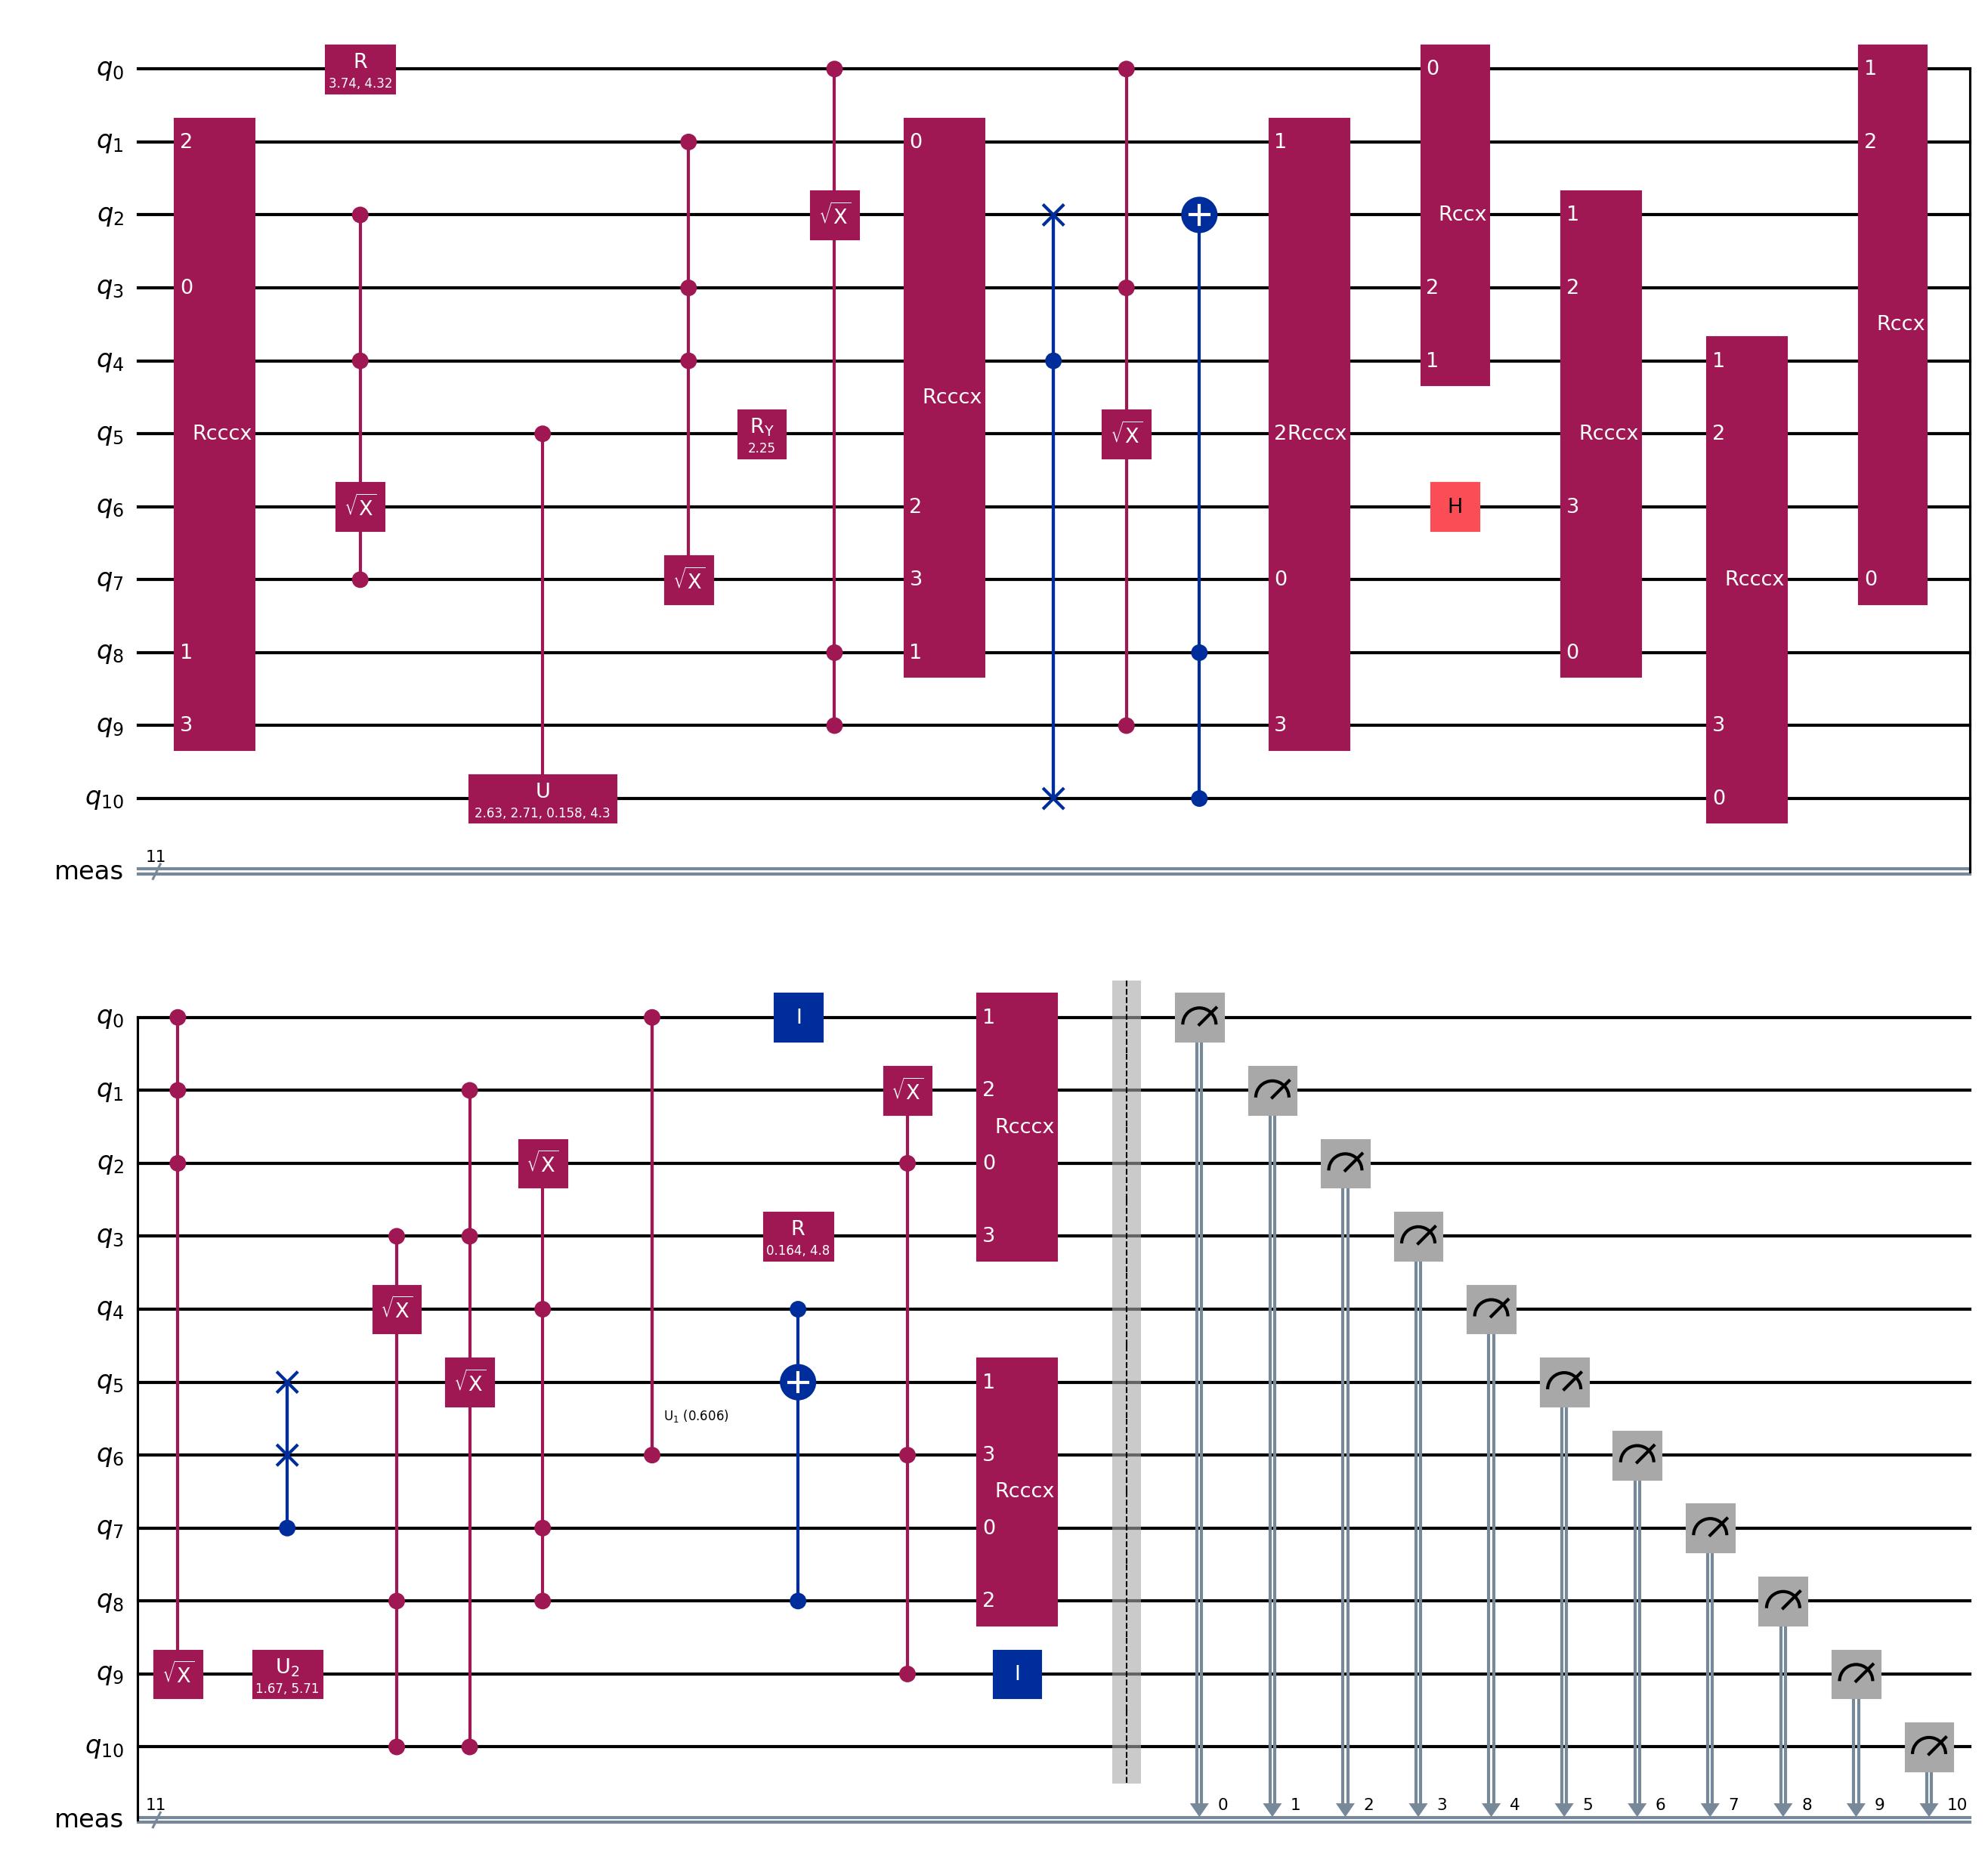 q0 R 0 1
3.74, 4.32
q1 2 0 1 2
q2 √X Rccx 1
q3 0 2 2 Rccx
q4 1 1
Rcccx
q5 Rcccx RY √X 2Rcccx Rcccx 2
2.25
q6 √X 2 H 3
q7 √X 3 0 Rcccx 0
q8 1 1 0
q9 3 3 3
q10 U 0
2.63, 2.71, 0.158, 4.3
meas 11
q0 I 1
q1 √X 2
Rcccx
q2 √X 0
q3 R 3
0.164, 4.8
q4 √X
q5 √X 1
U1 (0.606)
q6 3
Rcccx
q7 0
q8 2
q9 √X U2 I
1.67, 5.71
q10
meas 11 0 1 2 3 4 5 6 7 8 9 10